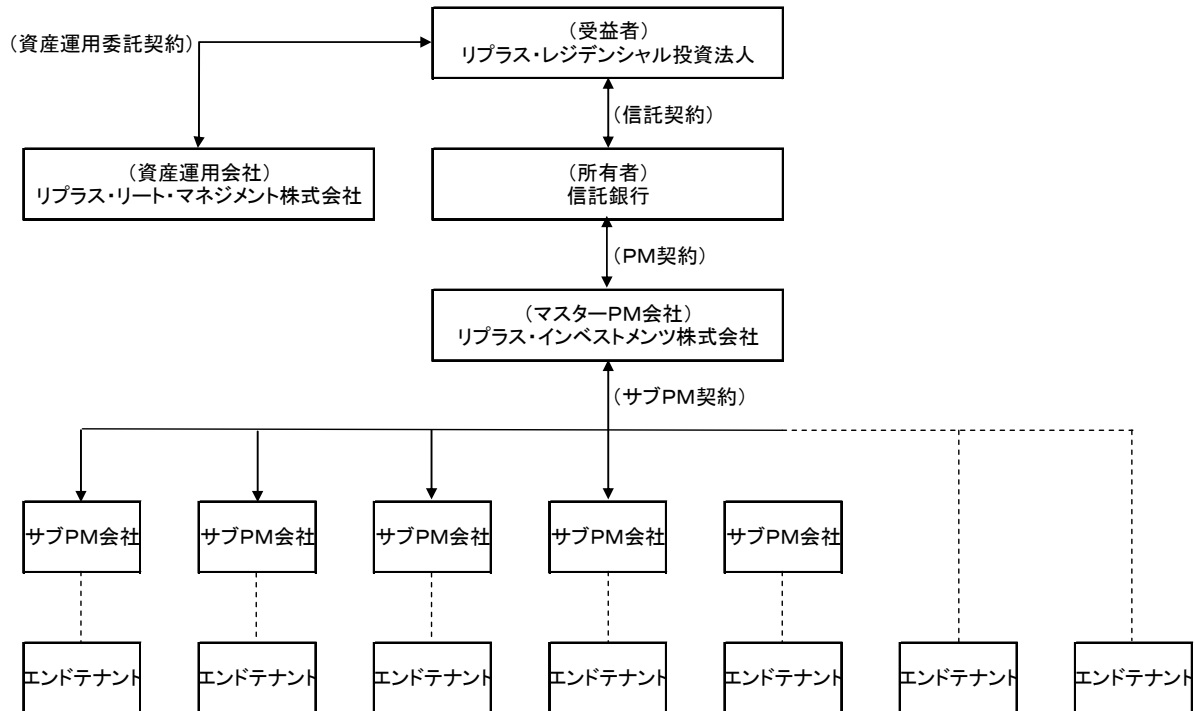 (資産運用委託契約)
(受益者)
リプラス・レジデンシャル投資法人
(信託契約)
(資産運用会社)
リプラス・リート・マネジメント株式会社
(所有者)
信託銀行
(PM契約)
(マスターPM会社)
リプラス・インベストメンツ株式会社
(サブPM契約)
サブPM会社
サブPM会社
サブPM会社
サブPM会社
サブPM会社
エンドテナント
エンドテナント
エンドテナント
エンドテナント
エンドテナント
エンドテナント
エンドテナント